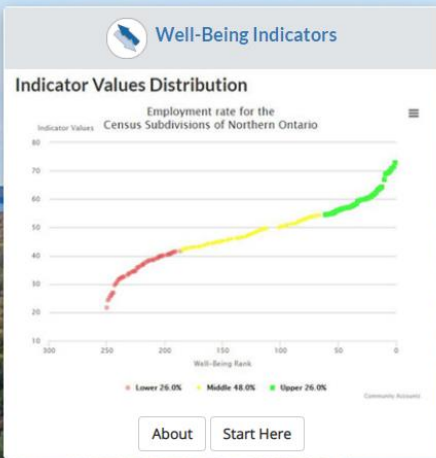 Well-Being Indicators
Indicator Values Distribution
Employment rate for the
Census Subdivisions of Northern Ontario
Indicator Values
80
70
60
50
40
30
20
10
300 250 200 150 100 50 0
Well-Being Rank
Lower 26.0% Middle 48.0% Upper 26.0%
Community Accounts
About Start Here